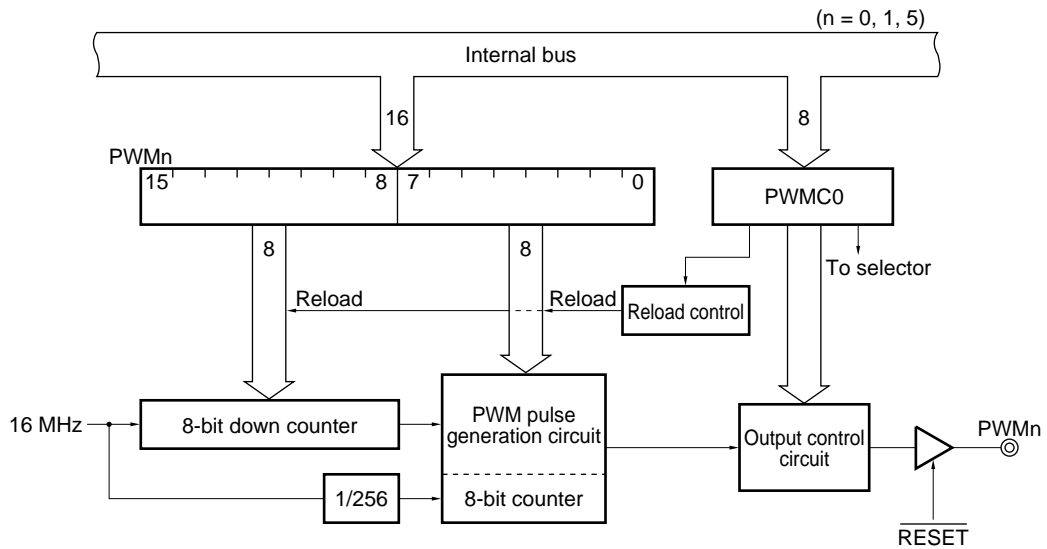 (n = 0, 1, 5)
Internal bus
16
8
PWMn
15
8
7
0
PWMC0
8
8
To selector
Reload
Reload
Reload control
16 MHz
8-bit down counter
PWM pulse
generation circuit
Output control
circuit
PWMn
1/256
8-bit counter
RESET